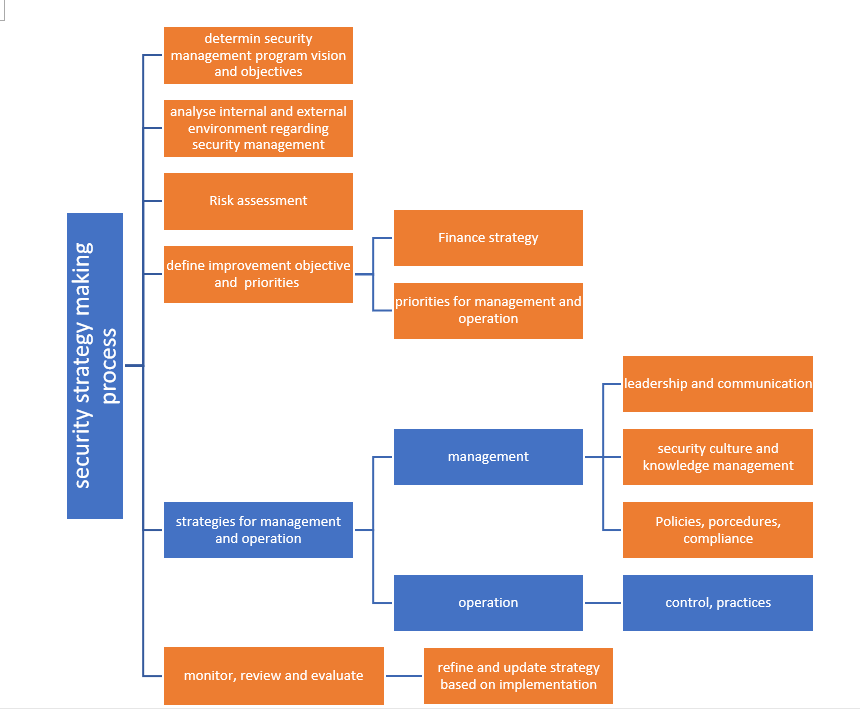 security strategy making
process
determin security
management program vision
and objectives
analyse internal and external
environment regarding
security management
Risk assessment
define improvement objective
and  priorities
Finance strategy
priorities for management and
operation
strategies for management
and operation
management
leadership and communication
security culture and
knowledge management
Policies, porcedures,
compliance
operation
control, practices
monitor, review and evaluate
refine and update strategy
based on implementation